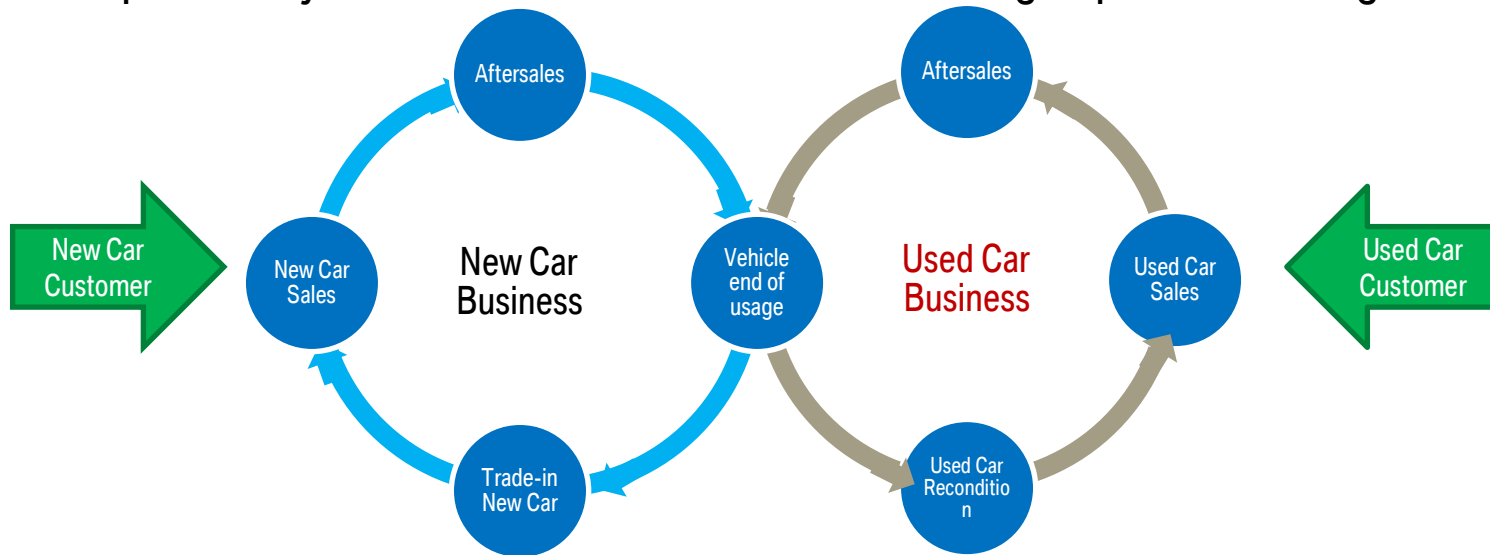 Aftersales
Aftersales
New Car
Customer
New Car
Sales
New Car
Business
Vehicle
end of
usage
Used Car
Business
Used Car
Sales
Used Car
Customer
Trade-in
New Car
Used Car
Reconditio
n